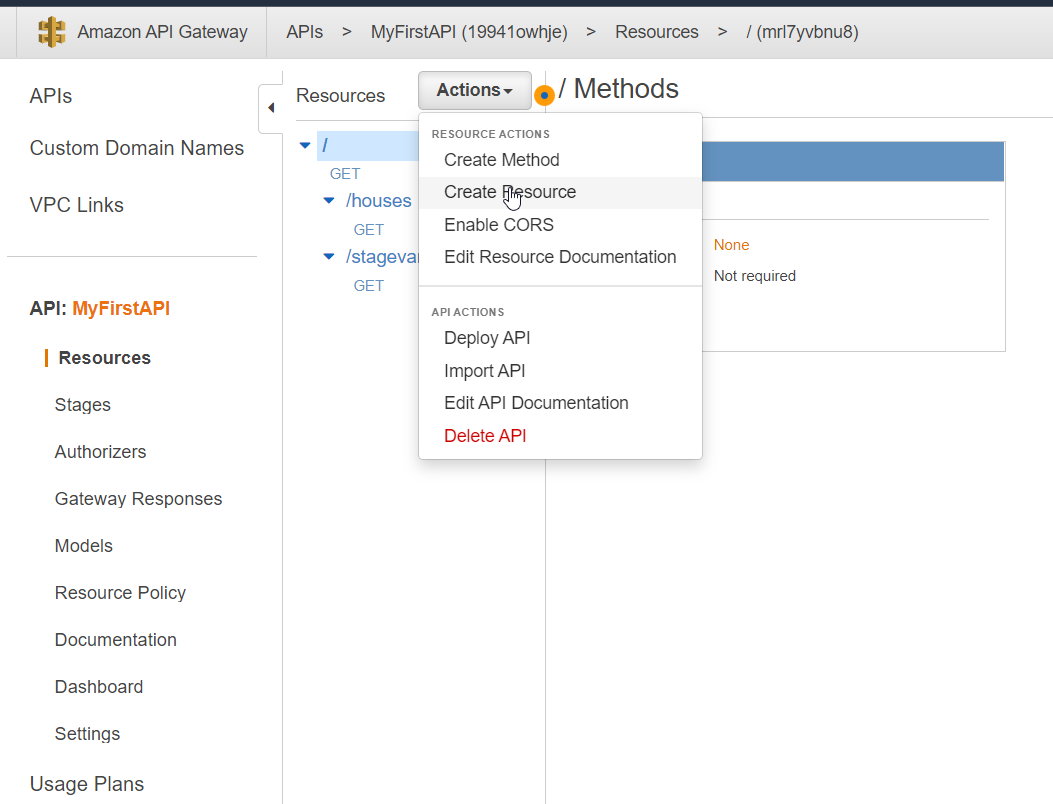 Amazon API Gateway
APIs > MyFirstAPI (19941owhje) > Resources > / (mrl7yvbnu8)
APIs
Custom Domain Names
VPC Links
API: MyFirstAPI
Resources
Stages
Authorizers
Gateway Responses
Models
Resource Policy
Documentation
Dashboard
Settings
Usage Plans
Resources
Actions
/
GET
/houses
GET
/stageva
GET
RESOURCE ACTIONS
Create Method
Create Resource
Enable CORS
Edit Resource Documentation
API ACTIONS
Deploy API
Import API
Edit API Documentation
Delete API
/ Methods
None
Not required